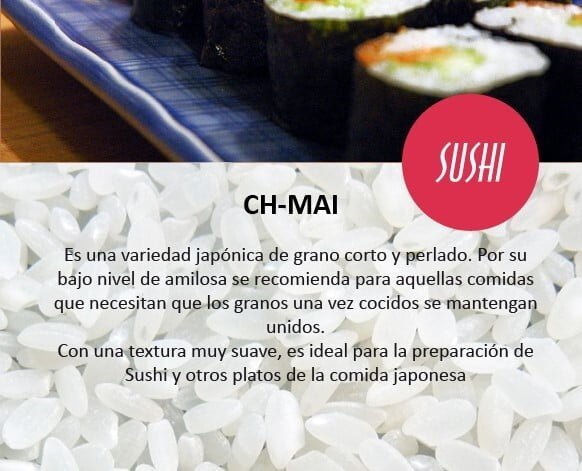 SUSHI
CH-MAI
Es una variedad japónica de grano corto y perlado. Por su
bajo nivel de amilosa se recomienda para aquellas comidas
que necesitan que los granos una vez cocidos se mantengan
unidos.
Con una textura muy suave, es ideal para la preparación de
Sushi y otros platos de la comida japonesa